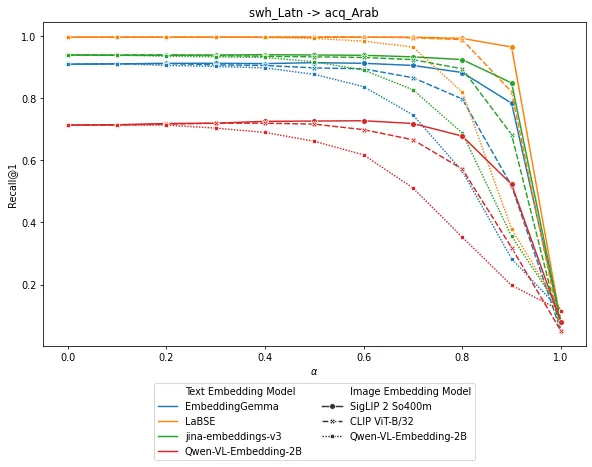 swh_Latn -> acq_Arab
Recall@1
1.0
0.8
0.6
0.4
0.2
0.0 0.2 0.4 0.6 0.8 1.0
α
Text Embedding Model Image Embedding Model
EmbeddingGemma SigLIP 2 So400m
LaBSE CLIP ViT-B/32
jina-embeddings-v3 Qwen-VL-Embedding-2B
Qwen-VL-Embedding-2B